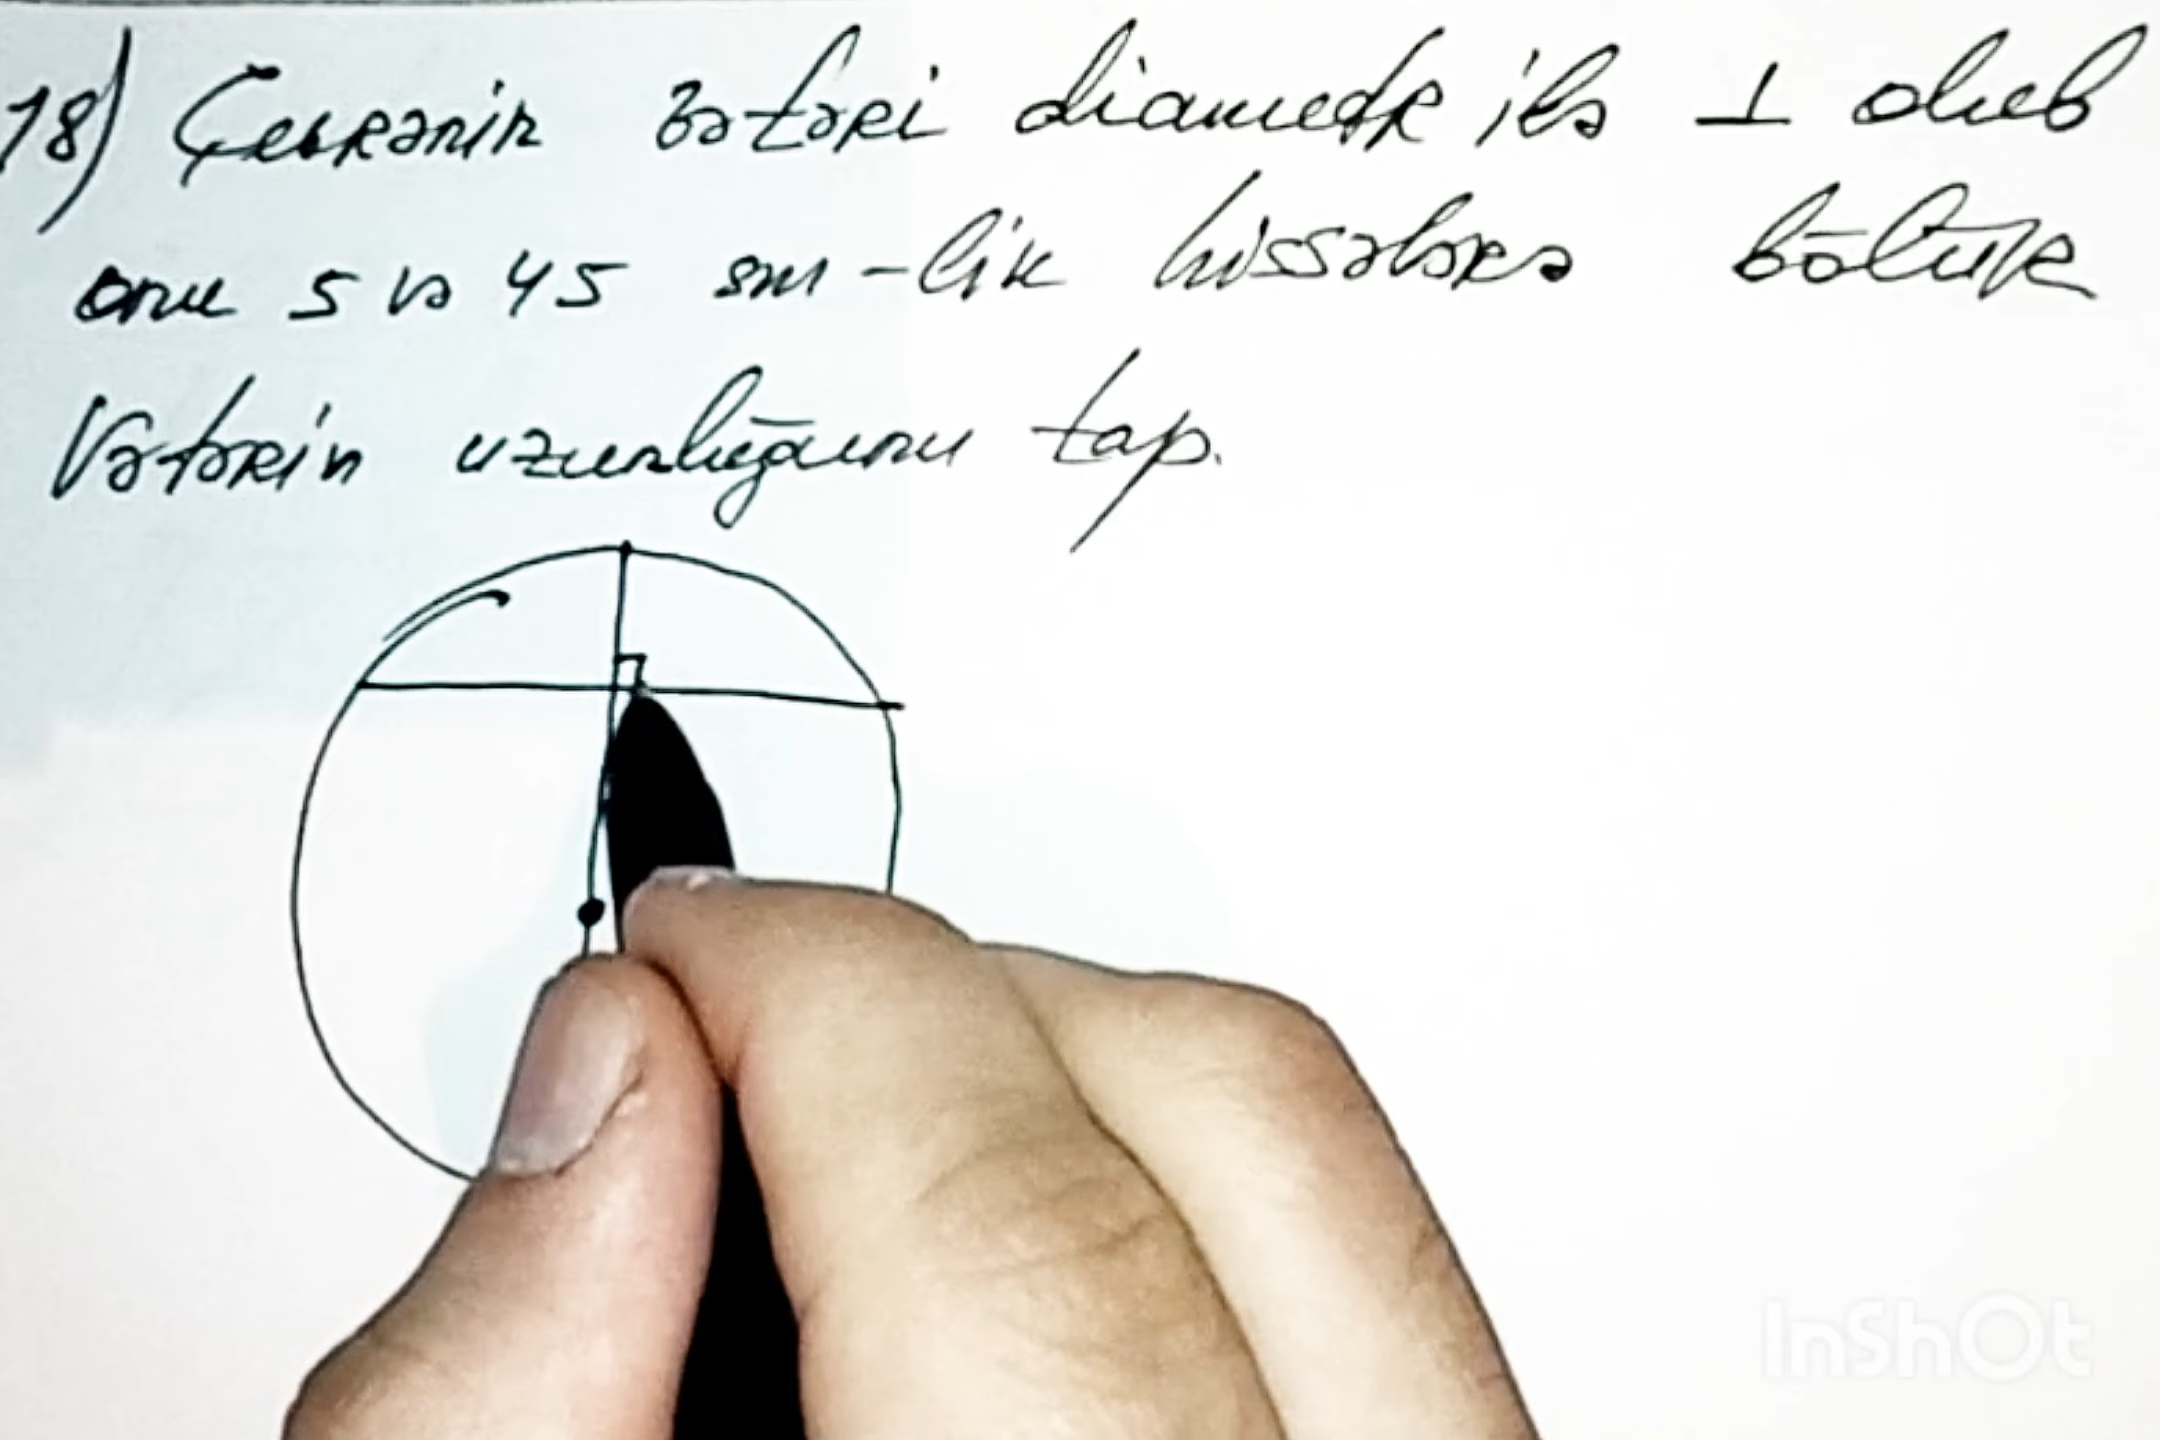 18) Çevrənin vətəri diametr ilə ⊥ olub
onu 5 və 45 sm-lik hissələrə bölür
Vətərin uzunluğunu tap.
InShOt